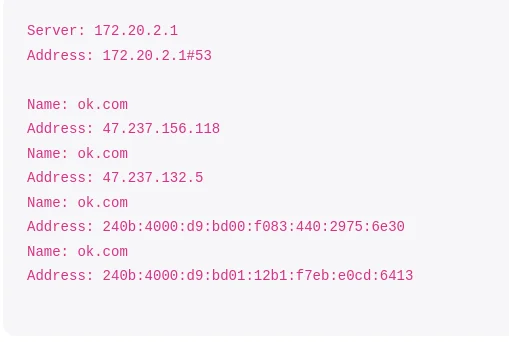 Server: 172.20.2.1
Address: 172.20.2.1#53
Name: ok.com
Address: 47.237.156.118
Name: ok.com
Address: 47.237.132.5
Name: ok.com
Address: 240b:4000:d9:bd00:f083:440:2975:6e30
Name: ok.com
Address: 240b:4000:d9:bd01:12b1:f7eb:e0cd:6413